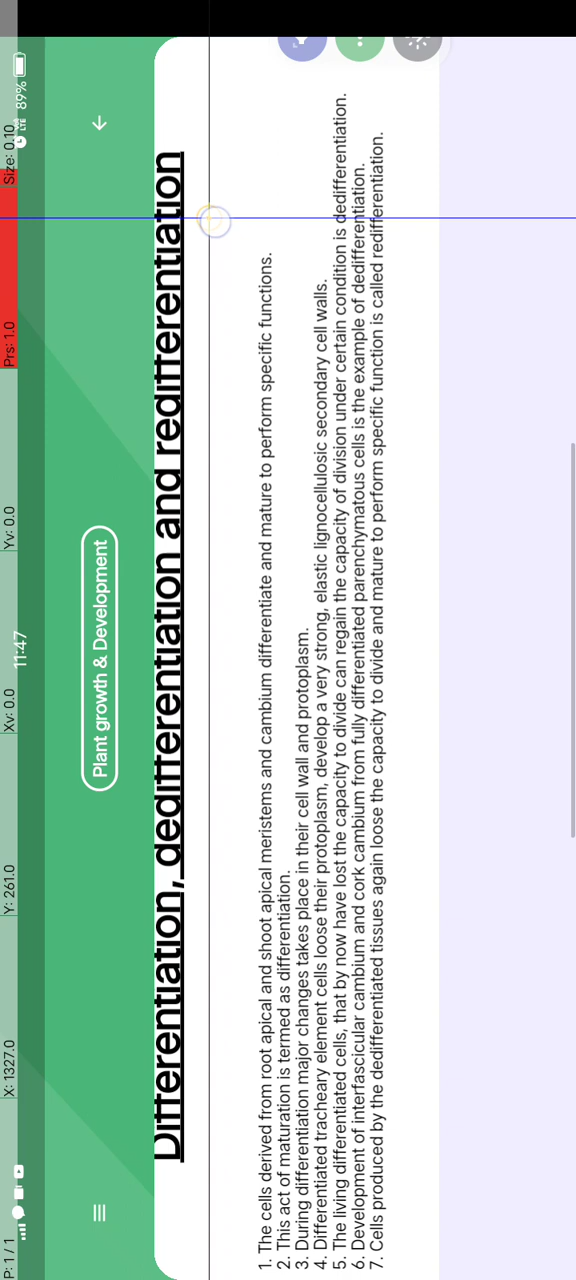 P: 1 / 1
X: 1327.0
Y: 261.0
Xv: 0.0
Yv: 0.0
Prs: 1.0
Size: 0.10
11:47
LTE
89%
Plant growth & Development
Differentiation, dedifferentiation and redifferentiation
1. The cells derived from root apical and shoot apical meristems and cambium differentiate and mature to perform specific functions.
2. This act of maturation is termed as differentiation.
3. During differentiation major changes takes place in their cell wall and protoplasm.
4. Differentiated tracheary element cells loose their protoplasm, develop a very strong, elastic lignocellulosic secondary cell walls.
5. The living differentiated cells, that by now have lost the capacity to divide can regain the capacity of division under certain condition is dedifferentiation.
6. Development of interfascicular cambium and cork cambium from fully differentiated parenchymatous cells is the example of dedifferentiation.
7. Cells produced by the dedifferentiated tissues again loose the capacity to divide and mature to perform specific function is called redifferentiation.